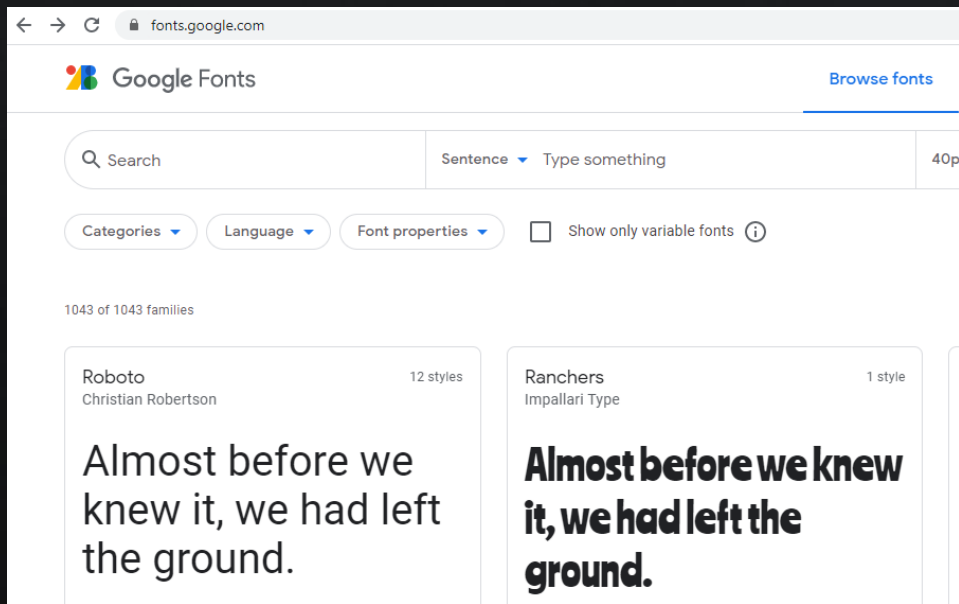 fonts.google.com
Google Fonts
Browse fonts
Search
Sentence
Type something
40p
Categories
Language
Font properties
Show only variable fonts
1043 of 1043 families
Roboto
12 styles
Christian Robertson
Almost before we
knew it, we had left
the ground.
Ranchers
1 style
Impallari Type
Almost before we knew
it, we had left the
ground.